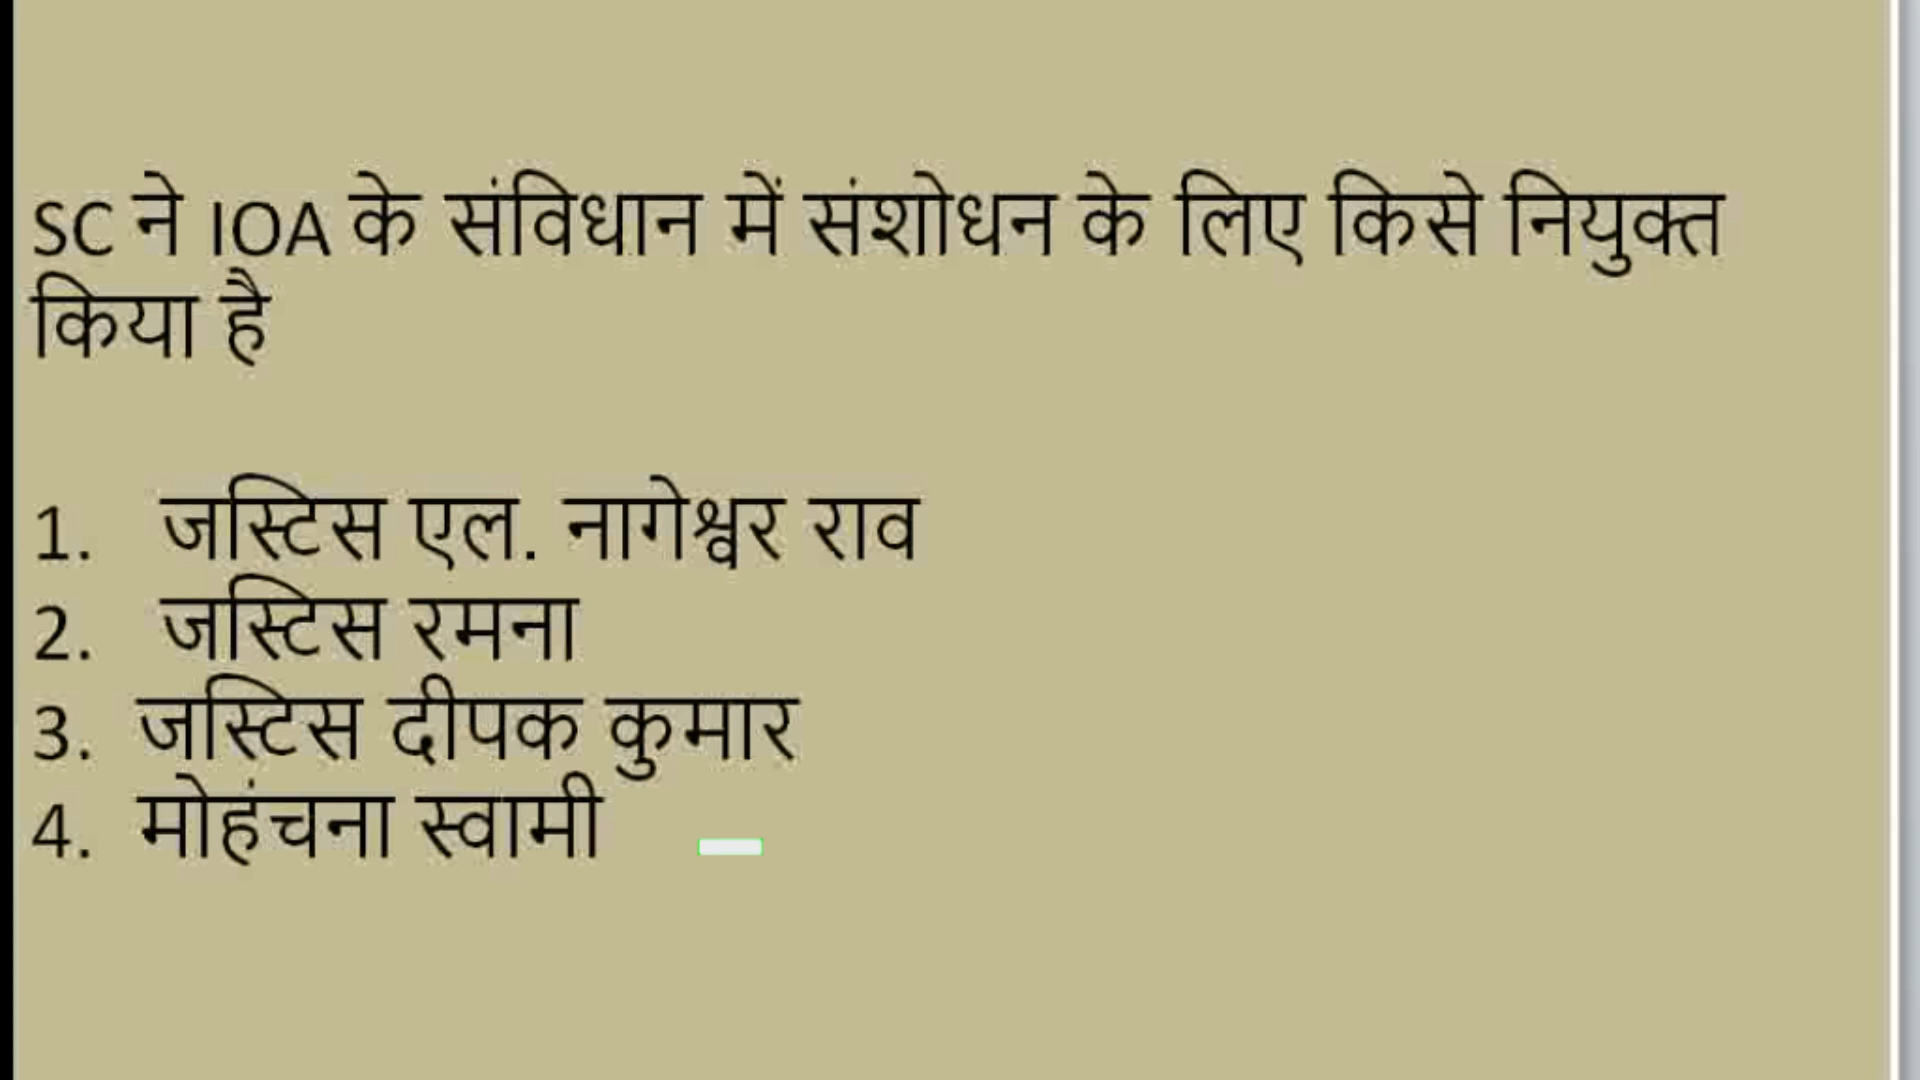 SC ने IOA के संविधान में संशोधन के लिए किसे नियुक्त
किया है
1. जस्टिस एल. नागेश्वर राव
2. जस्टिस रमना
3. जस्टिस दीपक कुमार
4. मोहंचना स्वामी